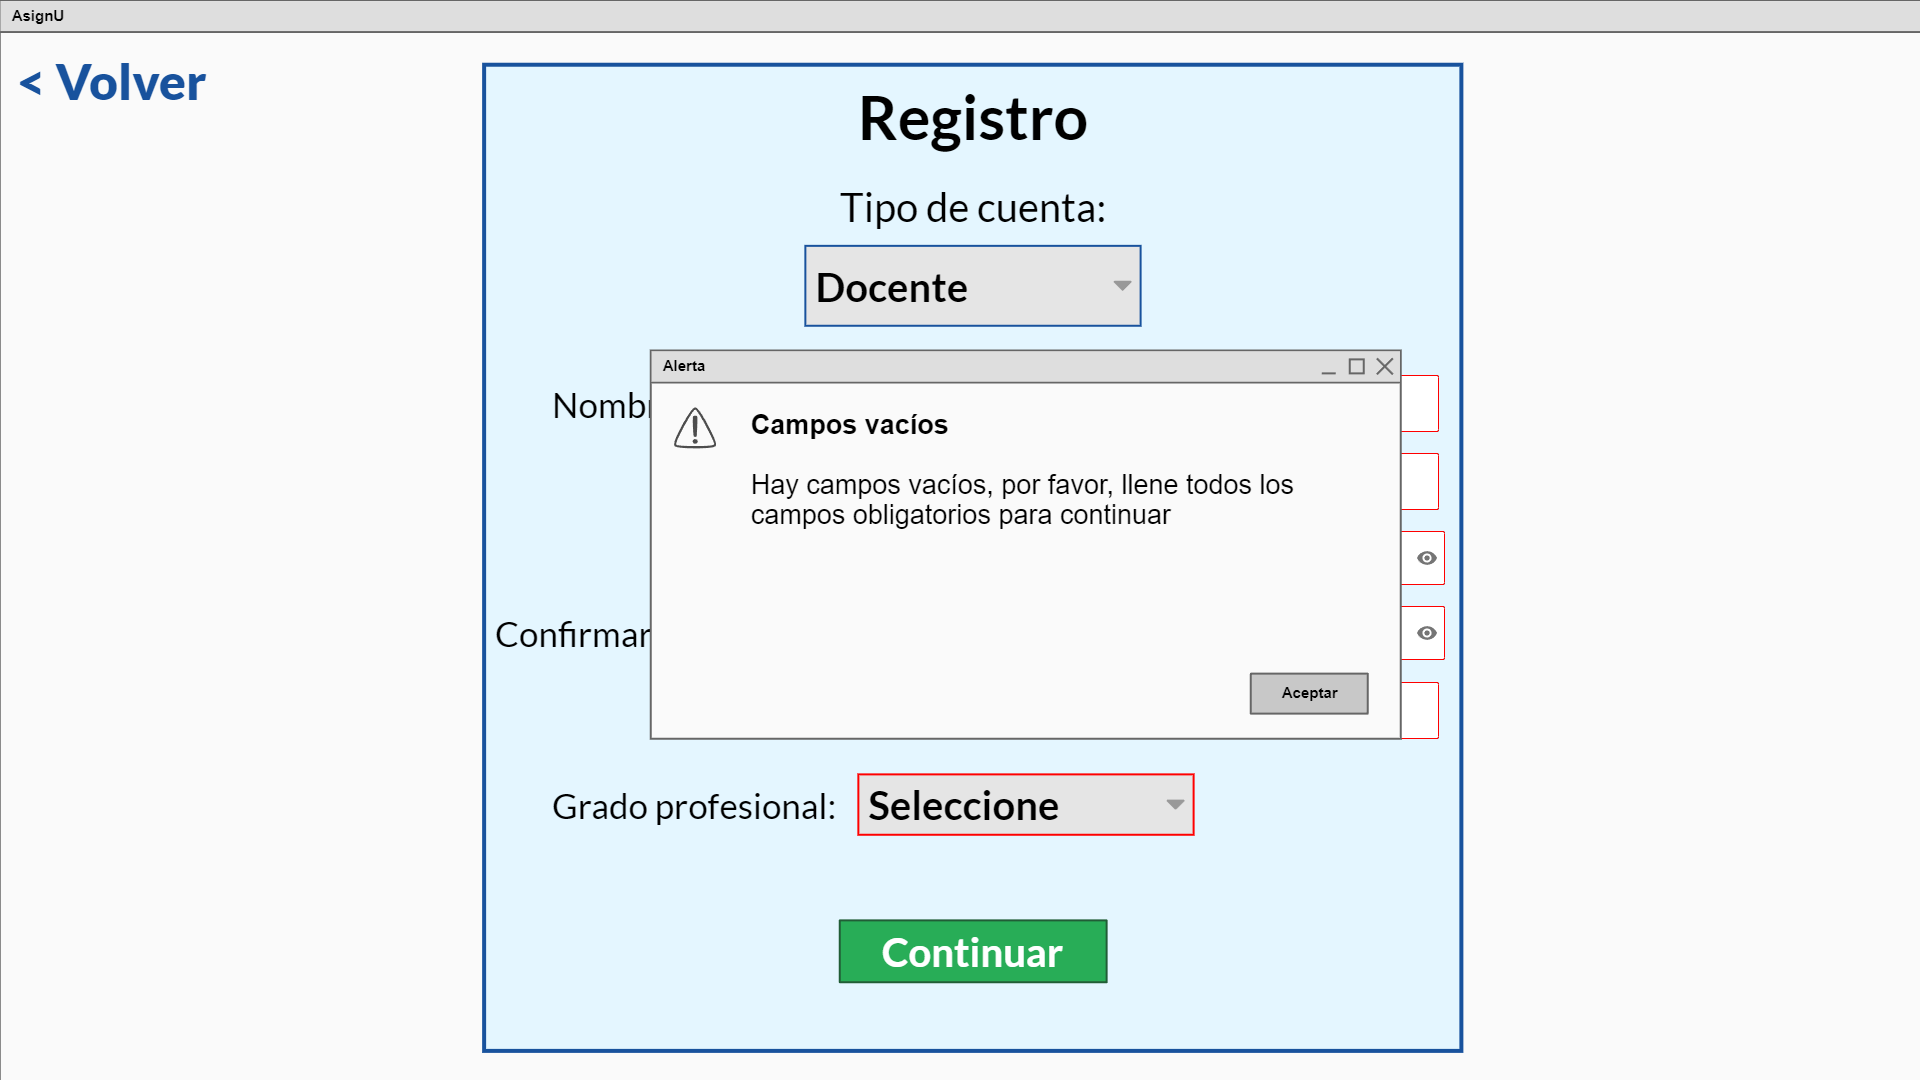 AsignU
< Volver
Registro
Tipo de cuenta:
Docente
Alerta
Nombr
Campos vacíos
Hay campos vacíos, por favor, llene todos los
campos obligatorios para continuar
Confirmar
Aceptar
Grado profesional:
Seleccione
Continuar